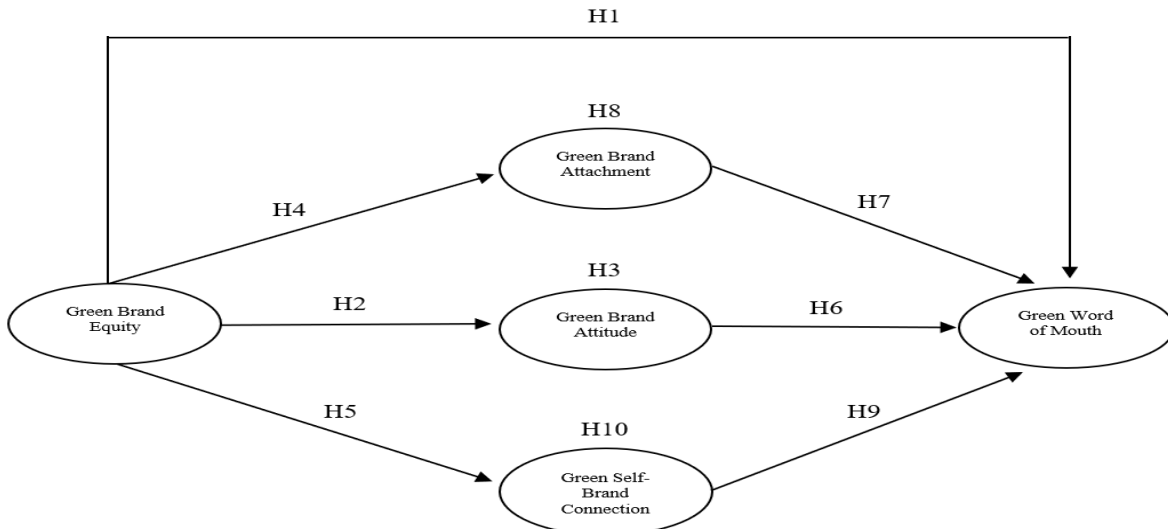 H1
H8
Green Brand
Attachment
H4
H7
H3
Green Brand
Equity
H2
Green Brand
Attitude
H6
Green Word
of Mouth
H5
H9
H10
Green Self-
Brand
Connection